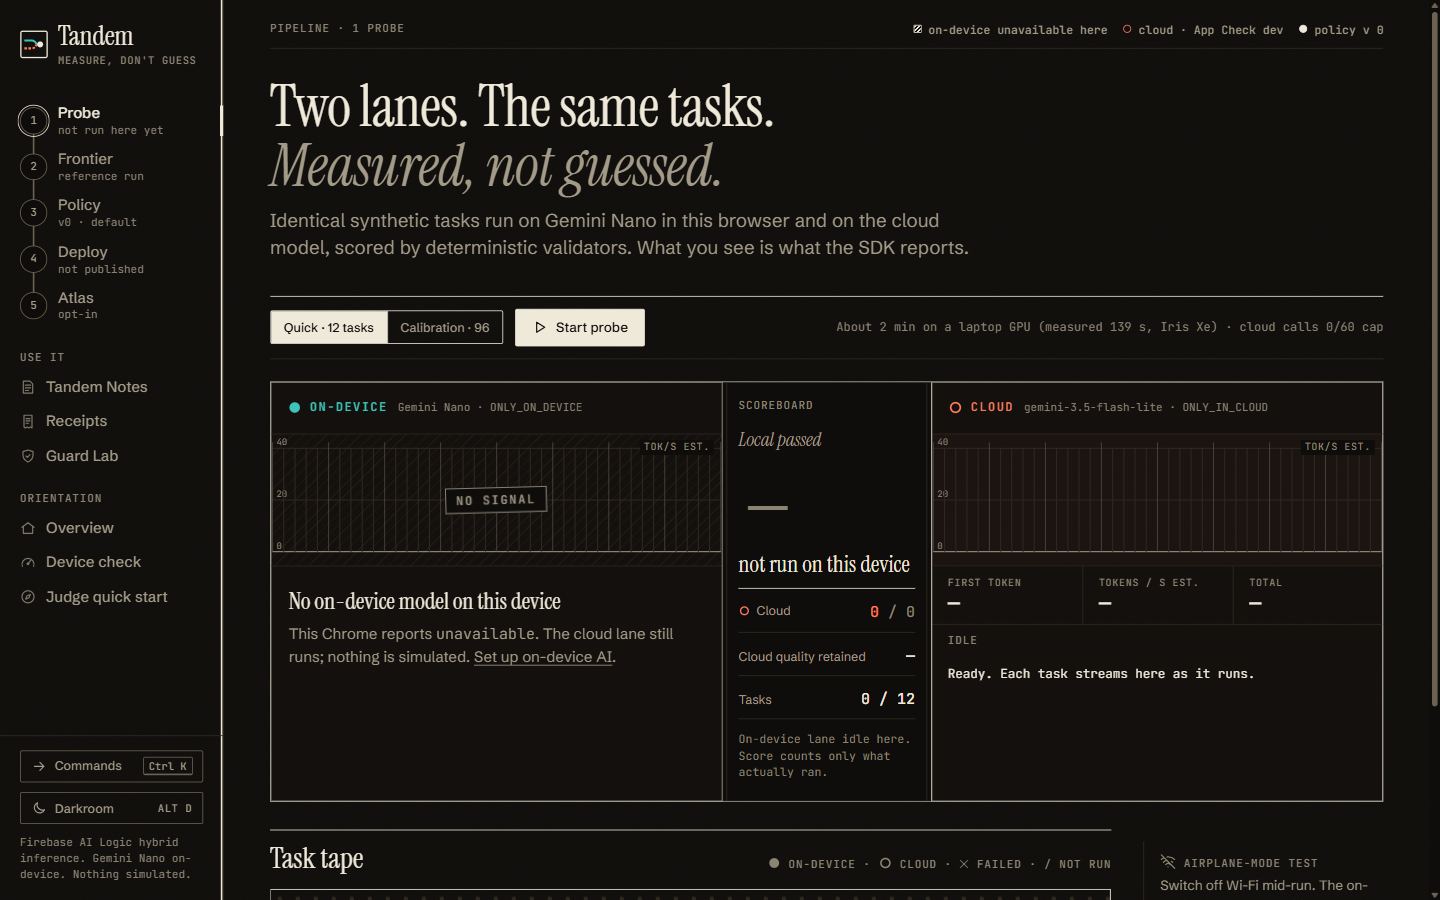 Tandem
MEASURE, DON'T GUESS
1
Probe
not run here yet
2
Frontier
reference run
3
Policy
v0 · default
4
Deploy
not published
5
Atlas
opt-in
USE IT
Tandem Notes
Receipts
Guard Lab
ORIENTATION
Overview
Device check
Judge quick start
Commands Ctrl K
Darkroom ALT D
Firebase AI Logic hybrid
inference. Gemini Nano on-
device. Nothing simulated.
PIPELINE · 1 PROBE
on-device unavailable here cloud · App Check dev policy v 0
Two lanes. The same tasks.
Measured, not guessed.
Identical synthetic tasks run on Gemini Nano in this browser and on the cloud
model, scored by deterministic validators. What you see is what the SDK reports.
Quick · 12 tasks Calibration · 96 Start probe
About 2 min on a laptop GPU (measured 139 s, Iris Xe) · cloud calls 0/60 cap
ON-DEVICE Gemini Nano · ONLY_ON_DEVICE
40
TOK/S EST.
20
NO SIGNAL
0
No on-device model on this device
This Chrome reports unavailable. The cloud lane still
runs; nothing is simulated. Set up on-device AI.
SCOREBOARD
Local passed
—
not run on this device
Cloud 0 / 0
Cloud quality retained —
Tasks 0 / 12
On-device lane idle here.
Score counts only what
actually ran.
CLOUD gemini-3.5-flash-lite · ONLY_IN_CLOUD
40
TOK/S EST.
20
0
FIRST TOKEN
—
TOKENS / S EST.
—
TOTAL
—
IDLE
Ready. Each task streams here as it runs.
Task tape
ON-DEVICE · CLOUD · × FAILED · / NOT RUN
AIRPLANE-MODE TEST
Switch off Wi-Fi mid-run. The on-